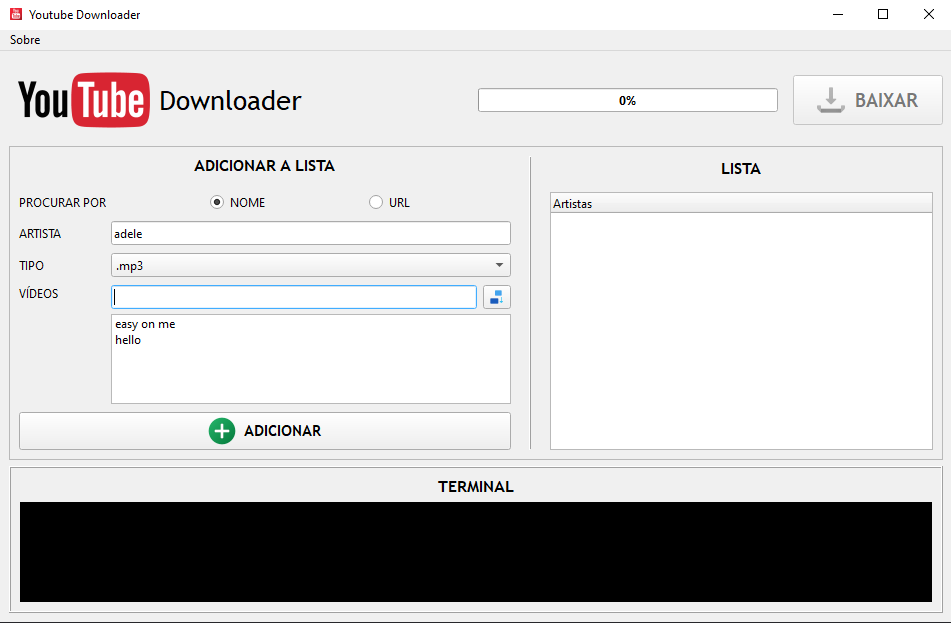 Youtube Downloader
Sobre
YouTube Downloader
0%
BAIXAR
ADICIONAR A LISTA
PROCURAR POR
NOME
URL
ARTISTA
adele
TIPO
.mp3
VÍDEOS
easy on me
hello
ADICIONAR
LISTA
Artistas
TERMINAL